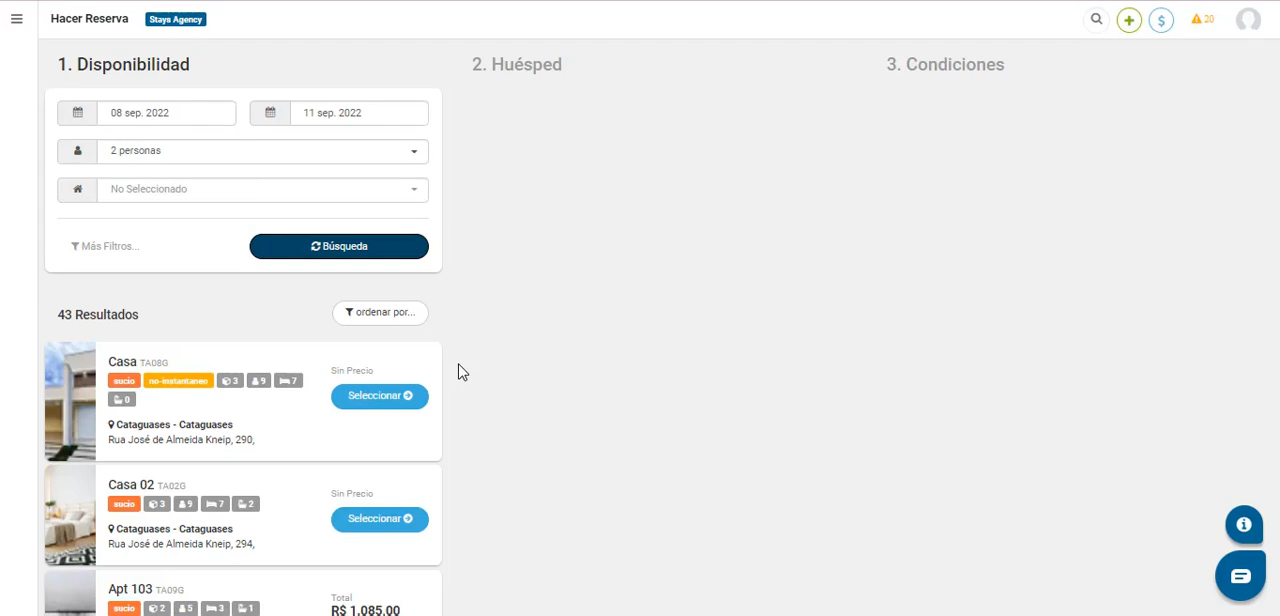 Hacer Reserva Stays Agency
$ 20
1. Disponibilidad
2. Huésped
3. Condiciones
08 sep. 2022
11 sep. 2022
2 personas
No Seleccionado
Más Filtros...
Búsqueda
43 Resultados
ordenar por...
Casa TA08G
sucio no-instantaneo 3 9 7
0
Cataguases - Cataguases
Rua José de Almeida Kneip, 290,
Sin Precio
Seleccionar
Casa 02 TA02G
sucio 3 9 7 2
Cataguases - Cataguases
Rua José de Almeida Kneip, 294,
Sin Precio
Seleccionar
Apt 103 TA09G
sucio 2 5 3 1
Total
R$ 1.085,00